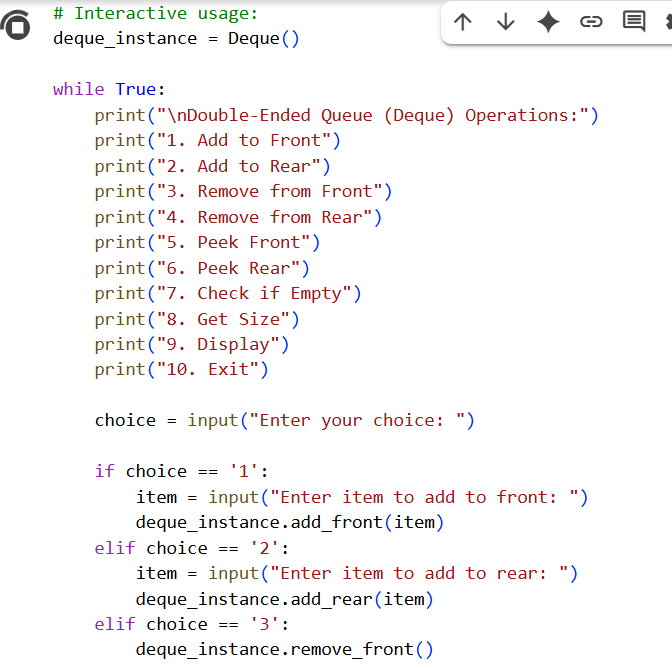 # Interactive usage:
deque_instance = Deque()
while True:
    print("\nDouble-Ended Queue (Deque) Operations:")
    print("1. Add to Front")
    print("2. Add to Rear")
    print("3. Remove from Front")
    print("4. Remove from Rear")
    print("5. Peek Front")
    print("6. Peek Rear")
    print("7. Check if Empty")
    print("8. Get Size")
    print("9. Display")
    print("10. Exit")
    choice = input("Enter your choice: ")
    if choice == '1':
        item = input("Enter item to add to front: ")
        deque_instance.add_front(item)
    elif choice == '2':
        item = input("Enter item to add to rear: ")
        deque_instance.add_rear(item)
    elif choice == '3':
        deque_instance.remove_front()